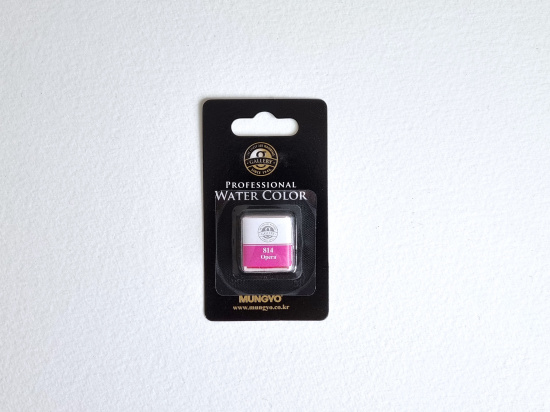 GALLERY
PROFESSIONAL
WATER COLOR
814
Opera
MUNGYO
www.mungyo.co.kr